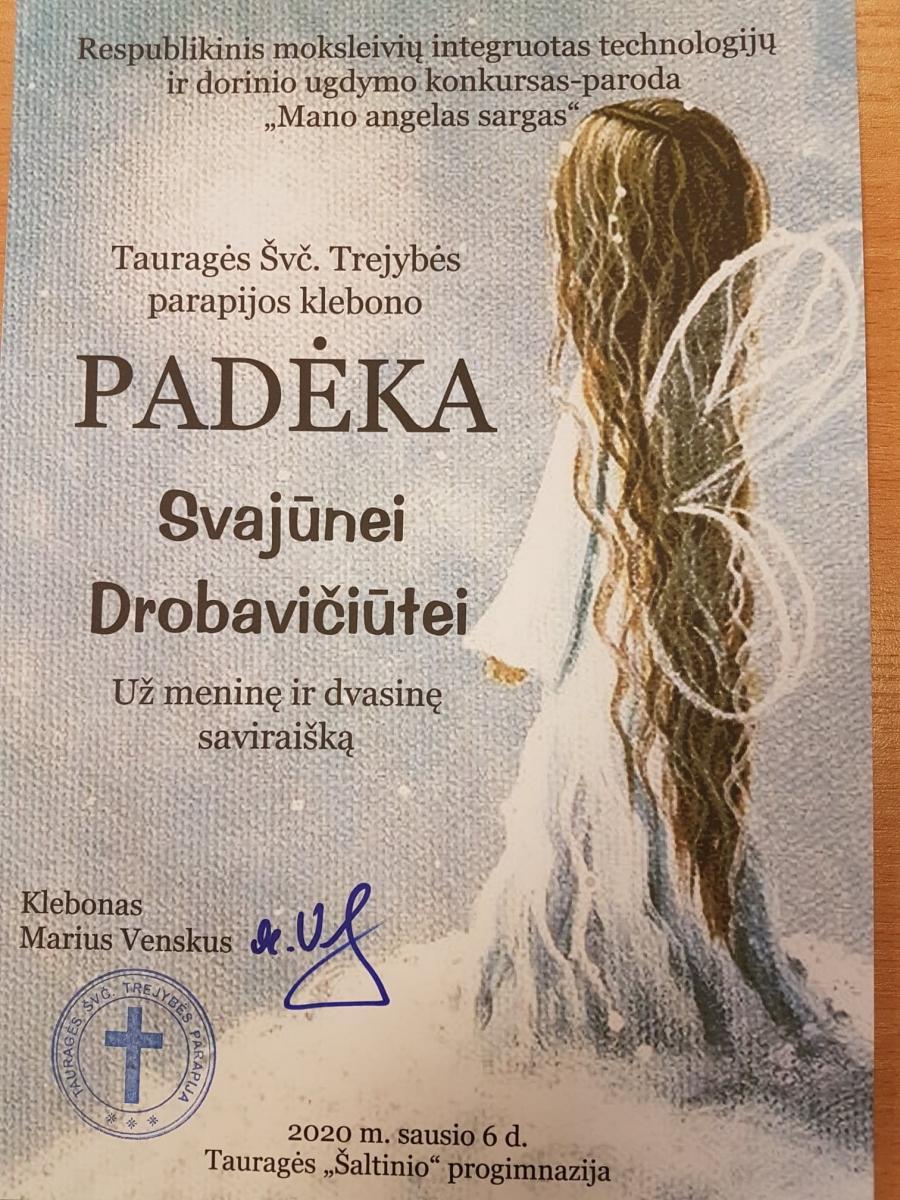 Respublikinis moksleivių integruotas technologijų
ir dorinio ugdymo konkursas-paroda
„Mano angelas sargas“
Tauragės Švč. Trejybės
parapijos klebono
PADĖKA
Svajūnei
Drobavičiūtei
Už meninę ir dvasinę
saviraišką
Klebonas
Marius Venskus
TAURAGĖS ŠVČ. TREJYBĖS PARAPIJA
2020 m. sausio 6 d.
Tauragės „Šaltinio“ progimnazija